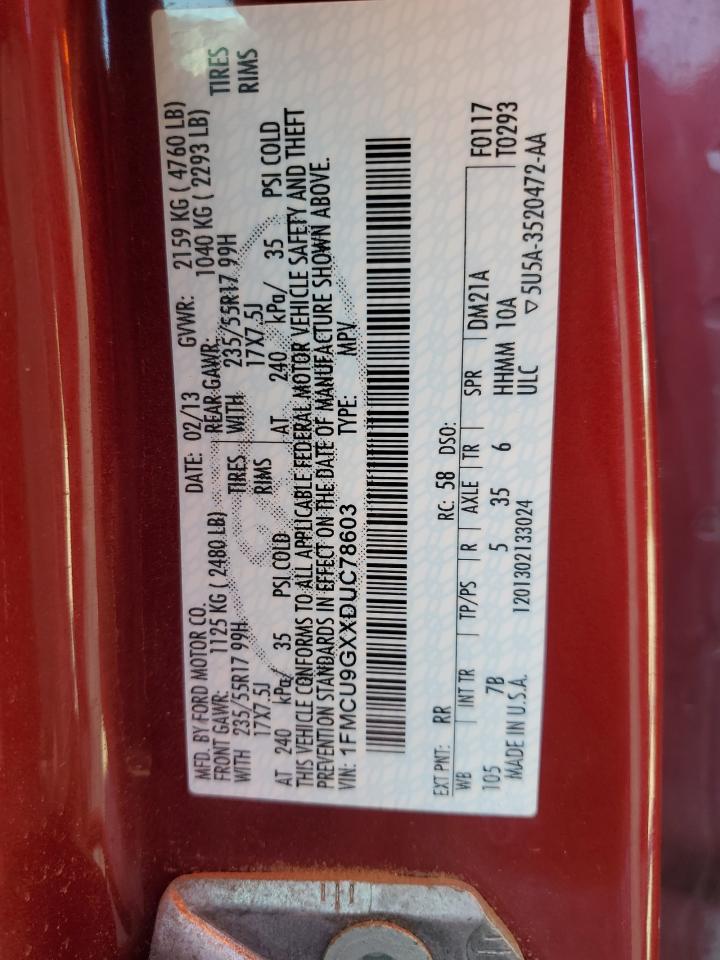 MFD. BY FORD MOTOR CO.
DATE: 02/13 GVWR: 2159 KG ( 4760 LB)
FRONT GAWR: 1125 KG ( 2480 LB) REAR GAWR: 1040 KG ( 2293 LB)
WITH 235/55R17 99H TIRES WITH 235/55R17 99H TIRES
17X7.5J RIMS 17X7.5J RIMS
AT 240 kPa/ 35 PSI COLD AT 240 kPa/ 35 PSI COLD
THIS VEHICLE CONFORMS TO ALL APPLICABLE FEDERAL MOTOR VEHICLE SAFETY AND THEFT
PREVENTION STANDARDS IN EFFECT ON THE DATE OF MANUFACTURE SHOWN ABOVE.
VIN: 1FMCU9GXXDUC78603 TYPE: MPV
EXT PNT: RR RC: 58 DSO:
WB INT TR TP/PS R AXLE TR SPR DM21A F0117
105 7B 5 35 6 HHMM 10A T0293
MADE IN U.S.A. 1201302133024 ULC ▽5U5A-3520472-AA